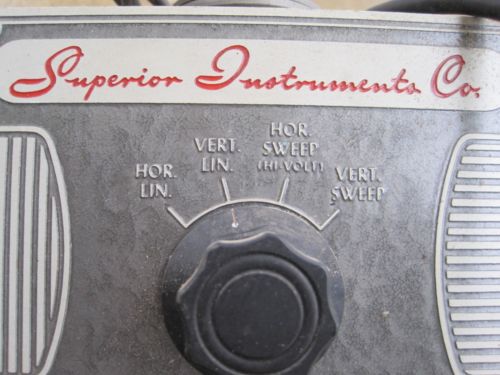 Superior Instruments Co.
HOR.
LIN.
VERT.
LIN.
HOR.
SWEEP
(HI-VOLT)
VERT.
SWEEP